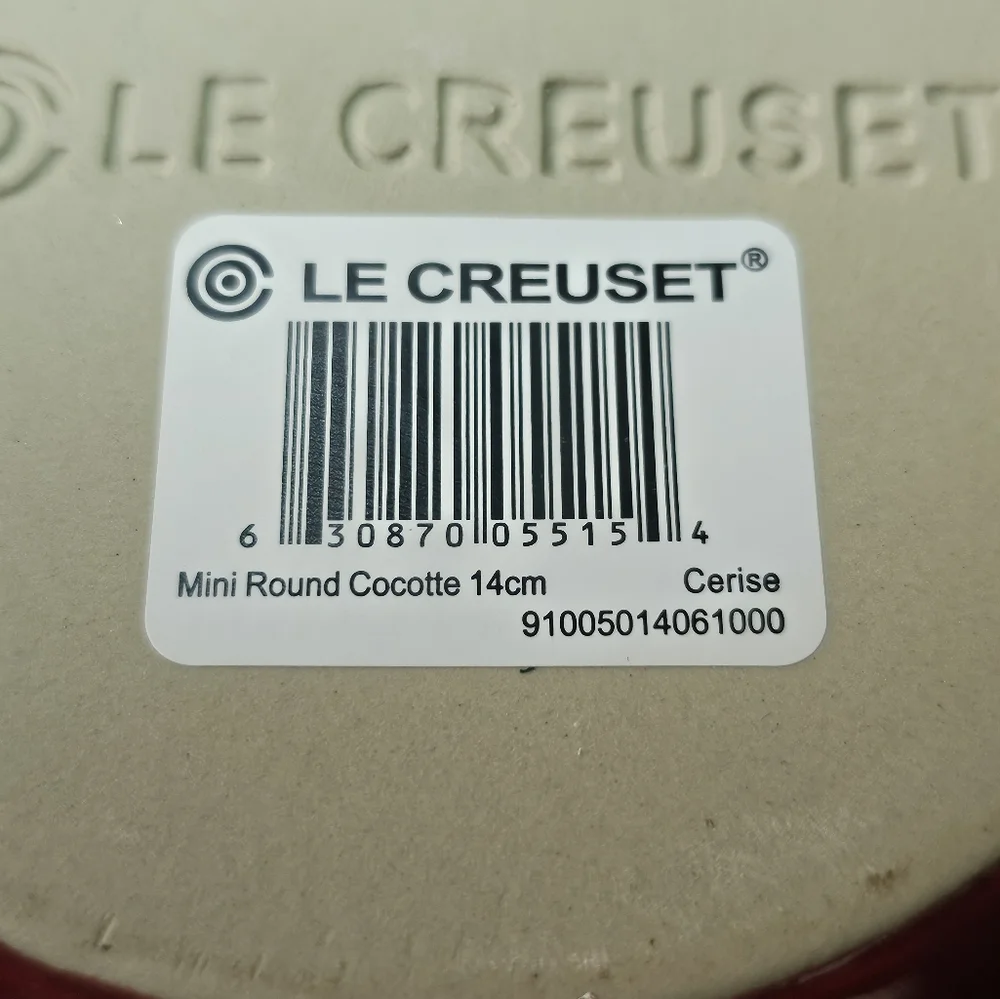 LE CREUSET
LE CREUSET®
6 30870 05515 4
Mini Round Cocotte 14cm Cerise
91005014061000